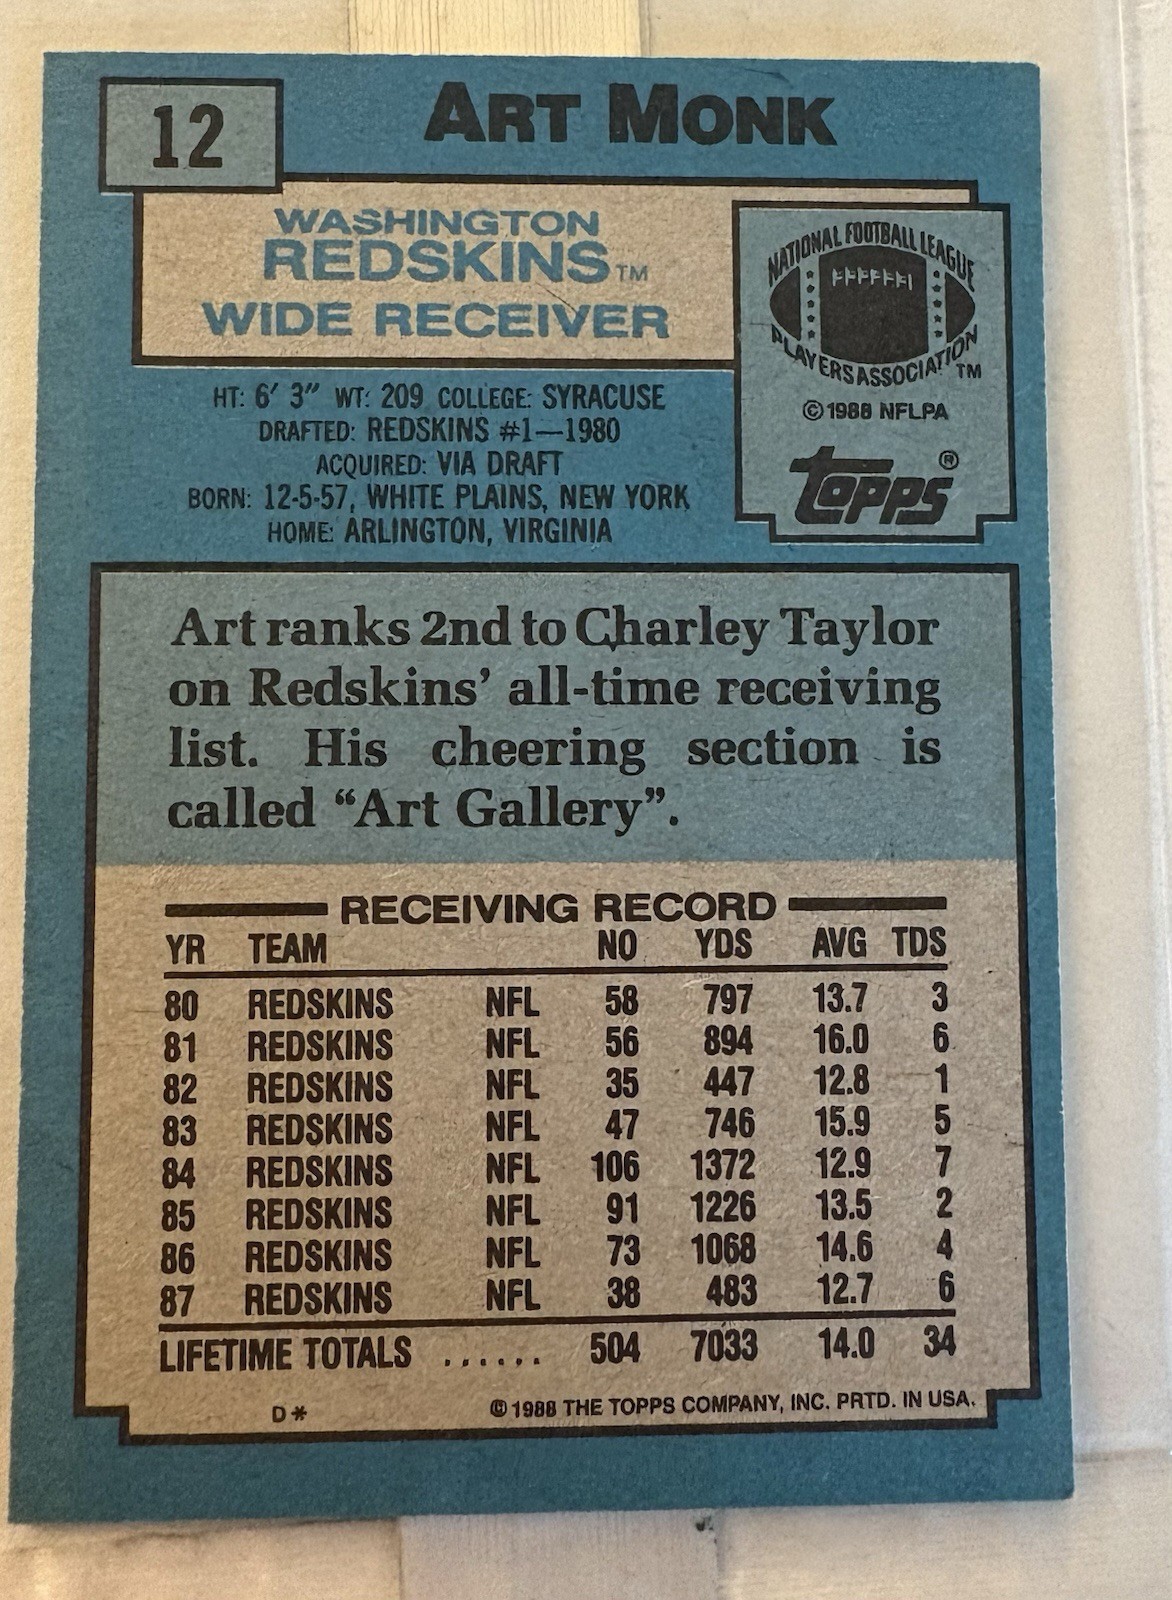 12
ART MONK
WASHINGTON
REDSKINS TM
WIDE RECEIVER
NATIONAL FOOTBALL LEAGUE
PLAYERS ASSOCIATION TM
© 1988 NFLPA
topps ®
HT: 6' 3" WT: 209 COLLEGE: SYRACUSE
DRAFTED: REDSKINS #1—1980
ACQUIRED: VIA DRAFT
BORN: 12-5-57, WHITE PLAINS, NEW YORK
HOME: ARLINGTON, VIRGINIA
Art ranks 2nd to Charley Taylor
on Redskins' all-time receiving
list. His cheering section is
called “Art Gallery”.
RECEIVING RECORD
YR TEAM NO YDS AVG TDS
80 REDSKINS NFL 58 797 13.7 3
81 REDSKINS NFL 56 894 16.0 6
82 REDSKINS NFL 35 447 12.8 1
83 REDSKINS NFL 47 746 15.9 5
84 REDSKINS NFL 106 1372 12.9 7
85 REDSKINS NFL 91 1226 13.5 2
86 REDSKINS NFL 73 1068 14.6 4
87 REDSKINS NFL 38 483 12.7 6
LIFETIME TOTALS ...... 504 7033 14.0 34
D* © 1988 THE TOPPS COMPANY, INC. PRTD. IN USA.